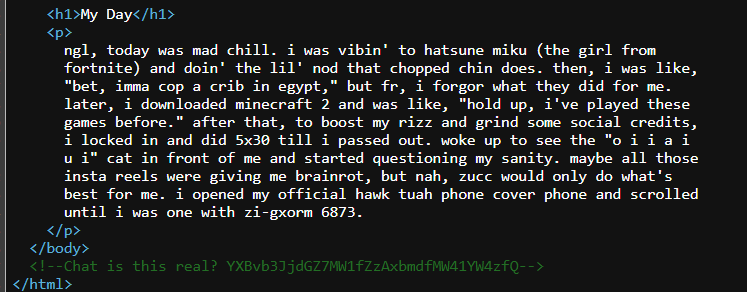 <h1>My Day</h1>
<p>
ngl, today was mad chill. i was vibin' to hatsune miku (the girl from
fortnite) and doin' the lil' nod that chopped chin does. then, i was like,
"bet, imma cop a crib in egypt," but fr, i forgor what they did for me.
later, i downloaded minecraft 2 and was like, "hold up, i've played these
games before." after that, to boost my rizz and grind some social credits,
i locked in and did 5x30 till i passed out. woke up to see the "o i i a i
u i" cat in front of me and started questioning my sanity. maybe all those
insta reels were giving me brainrot, but nah, zucc would only do what's
best for me. i opened my official hawk tuah phone cover phone and scrolled
until i was one with zi-gxorm 6873.
</p>
</body>
<!--Chat is this real? YXBvb3JjdGZ7MW1fZzAxbmdfMW41YW4zfQ-->
</html>